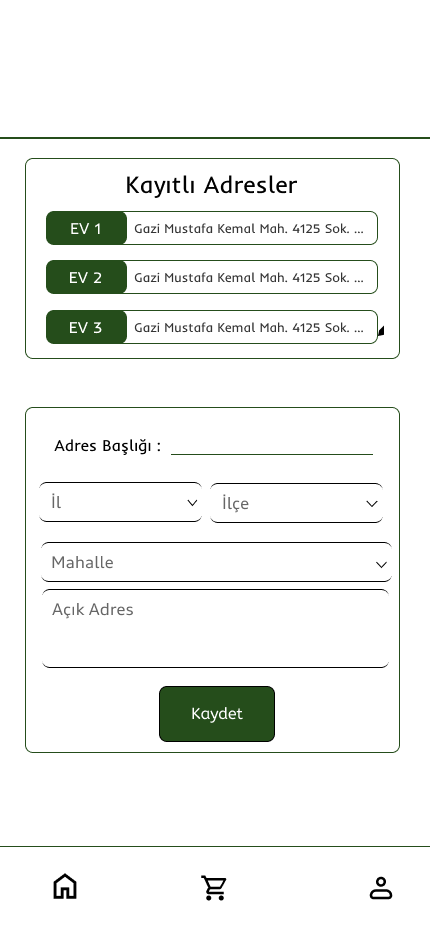 Kayıtlı Adresler
EV 1 Gazi Mustafa Kemal Mah. 4125 Sok. ...
EV 2 Gazi Mustafa Kemal Mah. 4125 Sok. ...
EV 3 Gazi Mustafa Kemal Mah. 4125 Sok. ...
Adres Başlığı :
İl İlçe
Mahalle
Açık Adres
Kaydet